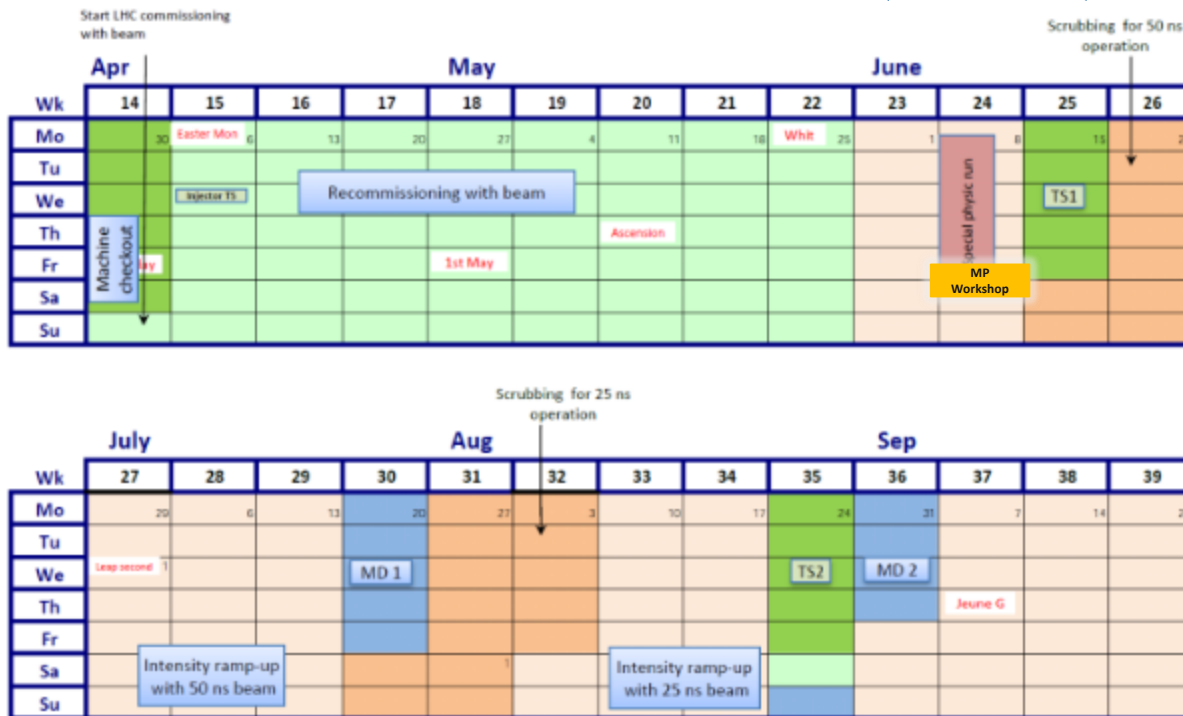 Start LHC commissioning
with beam
Scrubbing for 50 ns
operation
Apr May June
Wk 14 15 16 17 18 19 20 21 22 23 24 25 26
Mo 30 Easter Mon 6 13 20 27 4 11 18 Whit 25 1 8 15 2
Tu
We Injector TS Recommissioning with beam TS1
Th Ascension
Machine
checkout
Fr 1st May
special physic run
MP
Workshop
Sa
Su
Scrubbing for 25 ns
operation
July Aug Sep
Wk 27 28 29 30 31 32 33 34 35 36 37 38 39
Mo 29 6 13 20 27 3 10 17 24 31 7 14 2
Tu
We Leap second 1 MD 1 TS2 MD 2
Th Jeune G
Fr
Sa 1
Intensity ramp-up
with 50 ns beam
Intensity ramp-up
with 25 ns beam
Su